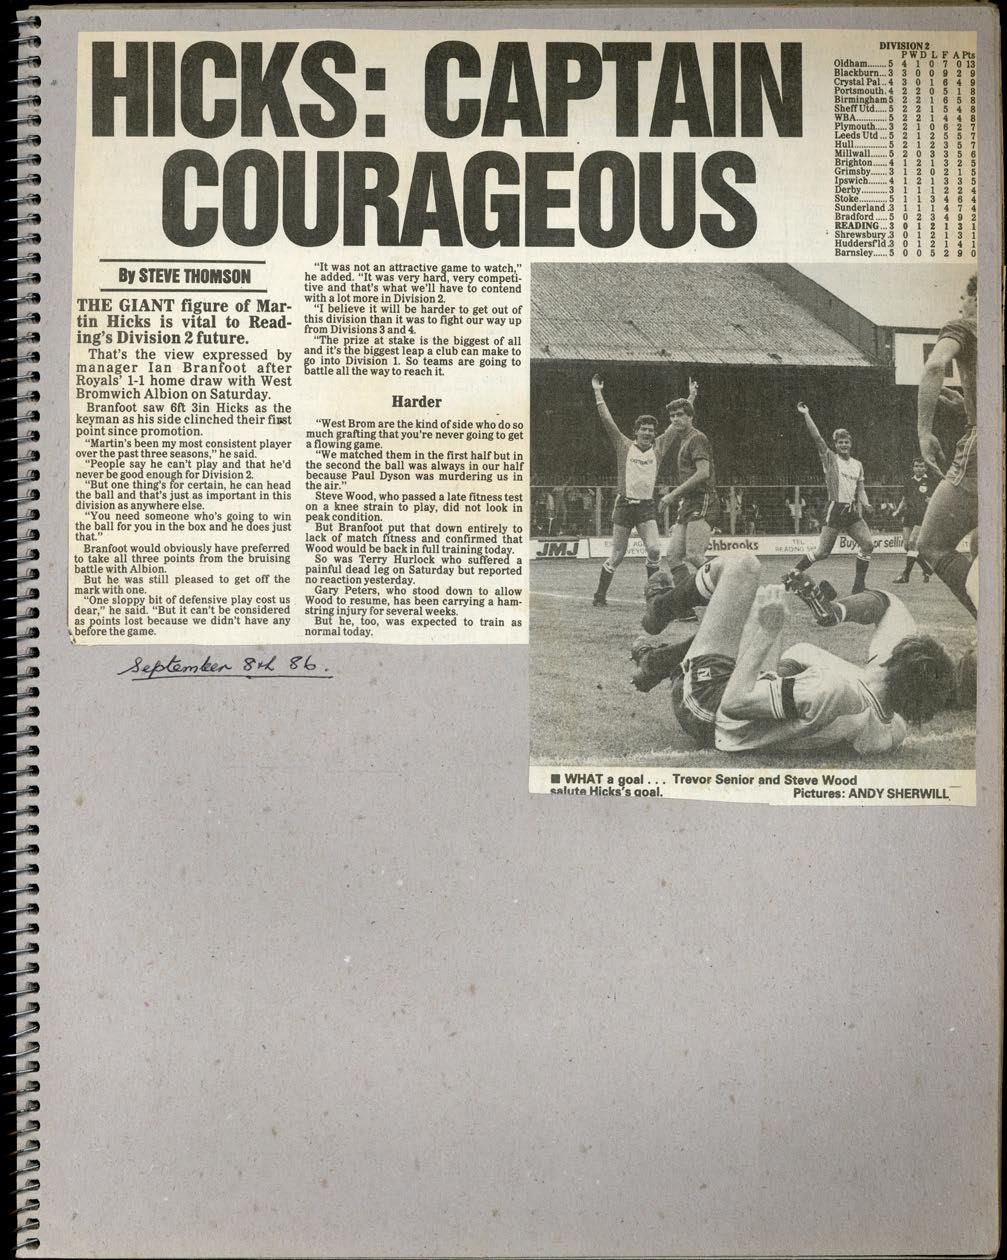 HICKS: CAPTAIN
COURAGEOUS
By STEVE THOMSON
THE GIANT figure of Mar-
tin Hicks is vital to Read-
ing's Division 2 future.
That's the view expressed by
manager Ian Branfoot after
Royals' 1-1 home draw with West
Bromwich Albion on Saturday.
Branfoot saw 6ft 3in Hicks as the
keyman as his side clinched their first
point since promotion.
"Martin's been my most consistent player
over the past three seasons," he said.
"People say he can't play and that he'd
never be good enough for Division 2.
"But one thing's for certain, he can head
the ball and that's just as important in this
division as anywhere else.
"You need someone who's going to win
the ball for you in the box and he does just
that."
Branfoot would obviously have preferred
to take all three points from the bruising
battle with Albion.
But he was still pleased to get off the
mark with one.
"One sloppy bit of defensive play cost us
dear," he said. "But it can't be considered
as points lost because we didn't have any
before the game.
"It was not an attractive game to watch,"
he added. "It was very hard, very competi-
tive and that's what we'll have to contend
with a lot more in Division 2.
"I believe it will be harder to get out of
this division than it was to fight our way up
from Divisions 3 and 4.
"The prize at stake is the biggest of all
and it's the biggest leap a club can make to
go into Division 1. So teams are going to
battle all the way to reach it.
Harder
"West Brom are the kind of side who do so
much grafting that you're never going to get
a flowing game.
"We matched them in the first half but in
the second the ball was always in our half
because Paul Dyson was murdering us in
the air."
Steve Wood, who passed a late fitness test
on a knee strain to play, did not look in
peak condition.
But Branfoot put that down entirely to
lack of match fitness and confirmed that
Wood would be back in full training today.
So was Terry Hurlock who suffered a
painful dead leg on Saturday but reported
no reaction yesterday.
Gary Peters, who stood down to allow
Wood to resume, has been carrying a ham-
string injury for several weeks.
But he, too, was expected to train as
normal today.
DIVISION 2
P W D L F A Pts
Oldham........ 5 4 1 0 7 0 13
Blackburn... 3 3 0 0 9 2 9
Crystal Pal.. 4 3 0 1 6 4 9
Portsmouth. 4 2 2 0 5 1 8
Birmingham 5 2 2 1 6 5 8
Sheff Utd..... 5 2 2 1 5 4 8
WBA............ 5 2 2 1 4 4 8
Plymouth..... 3 2 1 0 6 2 7
Leeds Utd ... 5 2 1 2 5 5 7
Hull.............. 5 2 1 2 3 5 7
Millwall....... 5 2 0 3 3 5 6
Brighton...... 4 1 2 1 3 2 5
Grimsby....... 3 1 2 0 2 1 5
Ipswich........ 4 1 2 1 3 3 5
Derby........... 3 1 1 1 2 2 4
Stoke............ 5 1 1 3 4 6 4
Sunderland .3 1 1 1 4 7 4
Bradford ..... 5 0 2 3 4 9 2
READING... 3 0 1 2 1 3 1
Shrewsbury.3 0 1 2 1 3 1
Huddersf'ld.3 0 1 2 1 4 1
Barnsley...... 5 0 0 5 2 9 0
JMJ
chbrooks
TEL
Buy
or selli
■ WHAT a goal . . . Trevor Senior and Steve Wood
salute Hicks's goal.
Pictures: ANDY SHERWILL
September 8th 86.